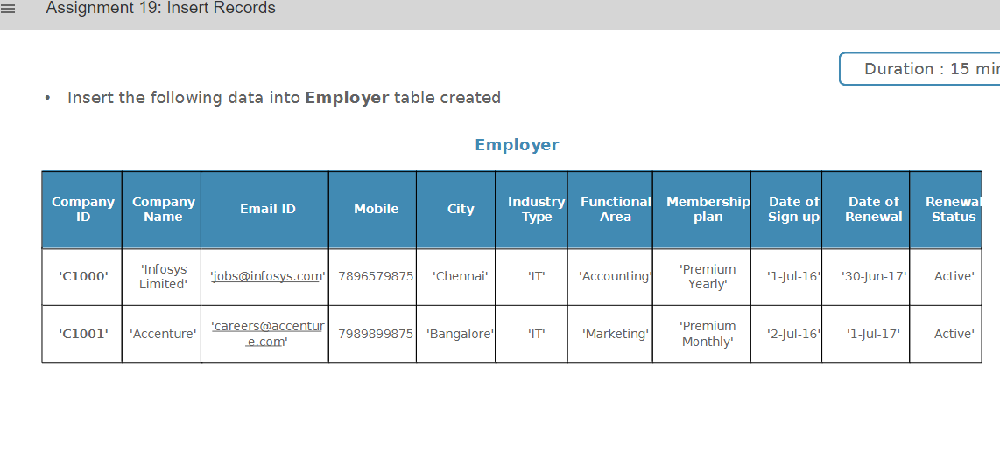 Assignment 19: Insert Records
Duration : 15 min
• Insert the following data into Employer table created
Employer
Company ID Company Name Email ID Mobile City Industry Type Functional Area Membership plan Date of Sign up Date of Renewal Renewal Status
'C1000' 'Infosys Limited' 'jobs@infosys.com' 7896579875 'Chennai' 'IT' 'Accounting' 'Premium Yearly' '1-Jul-16' '30-Jun-17' Active'
'C1001' 'Accenture' 'careers@accenture.com' 7989899875 'Bangalore' 'IT' 'Marketing' 'Premium Monthly' '2-Jul-16' '1-Jul-17' Active'